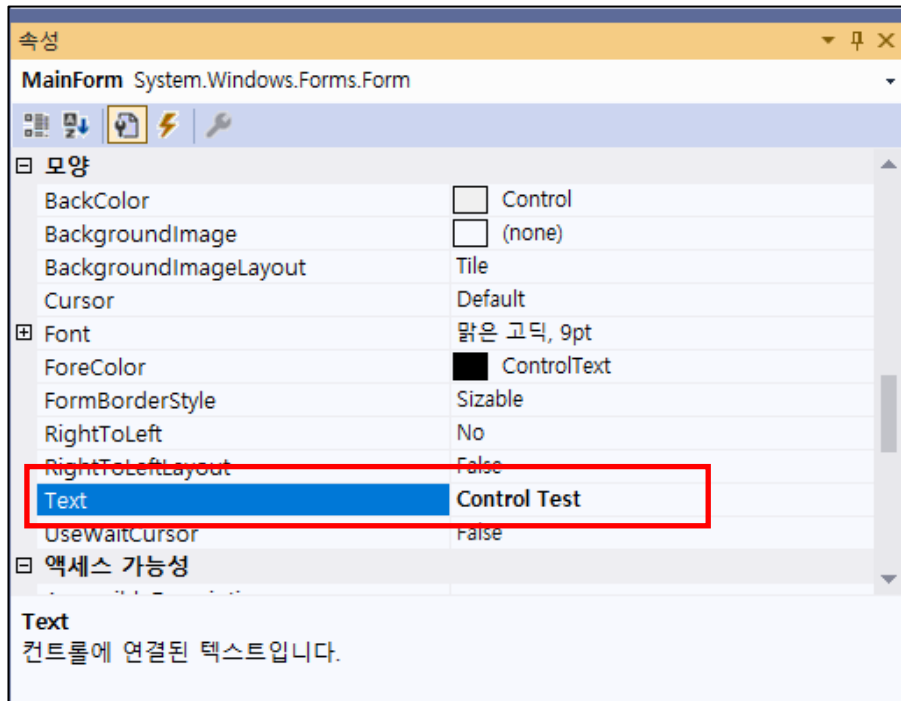 속성
MainForm System.Windows.Forms.Form
모양
BackColor Control
BackgroundImage (none)
BackgroundImageLayout Tile
Cursor Default
Font 맑은 고딕, 9pt
ForeColor ControlText
FormBorderStyle Sizable
RightToLeft No
RightToLeftLayout False
Text Control Test
UseWaitCursor False
액세스 가능성
Text
컨트롤에 연결된 텍스트입니다.